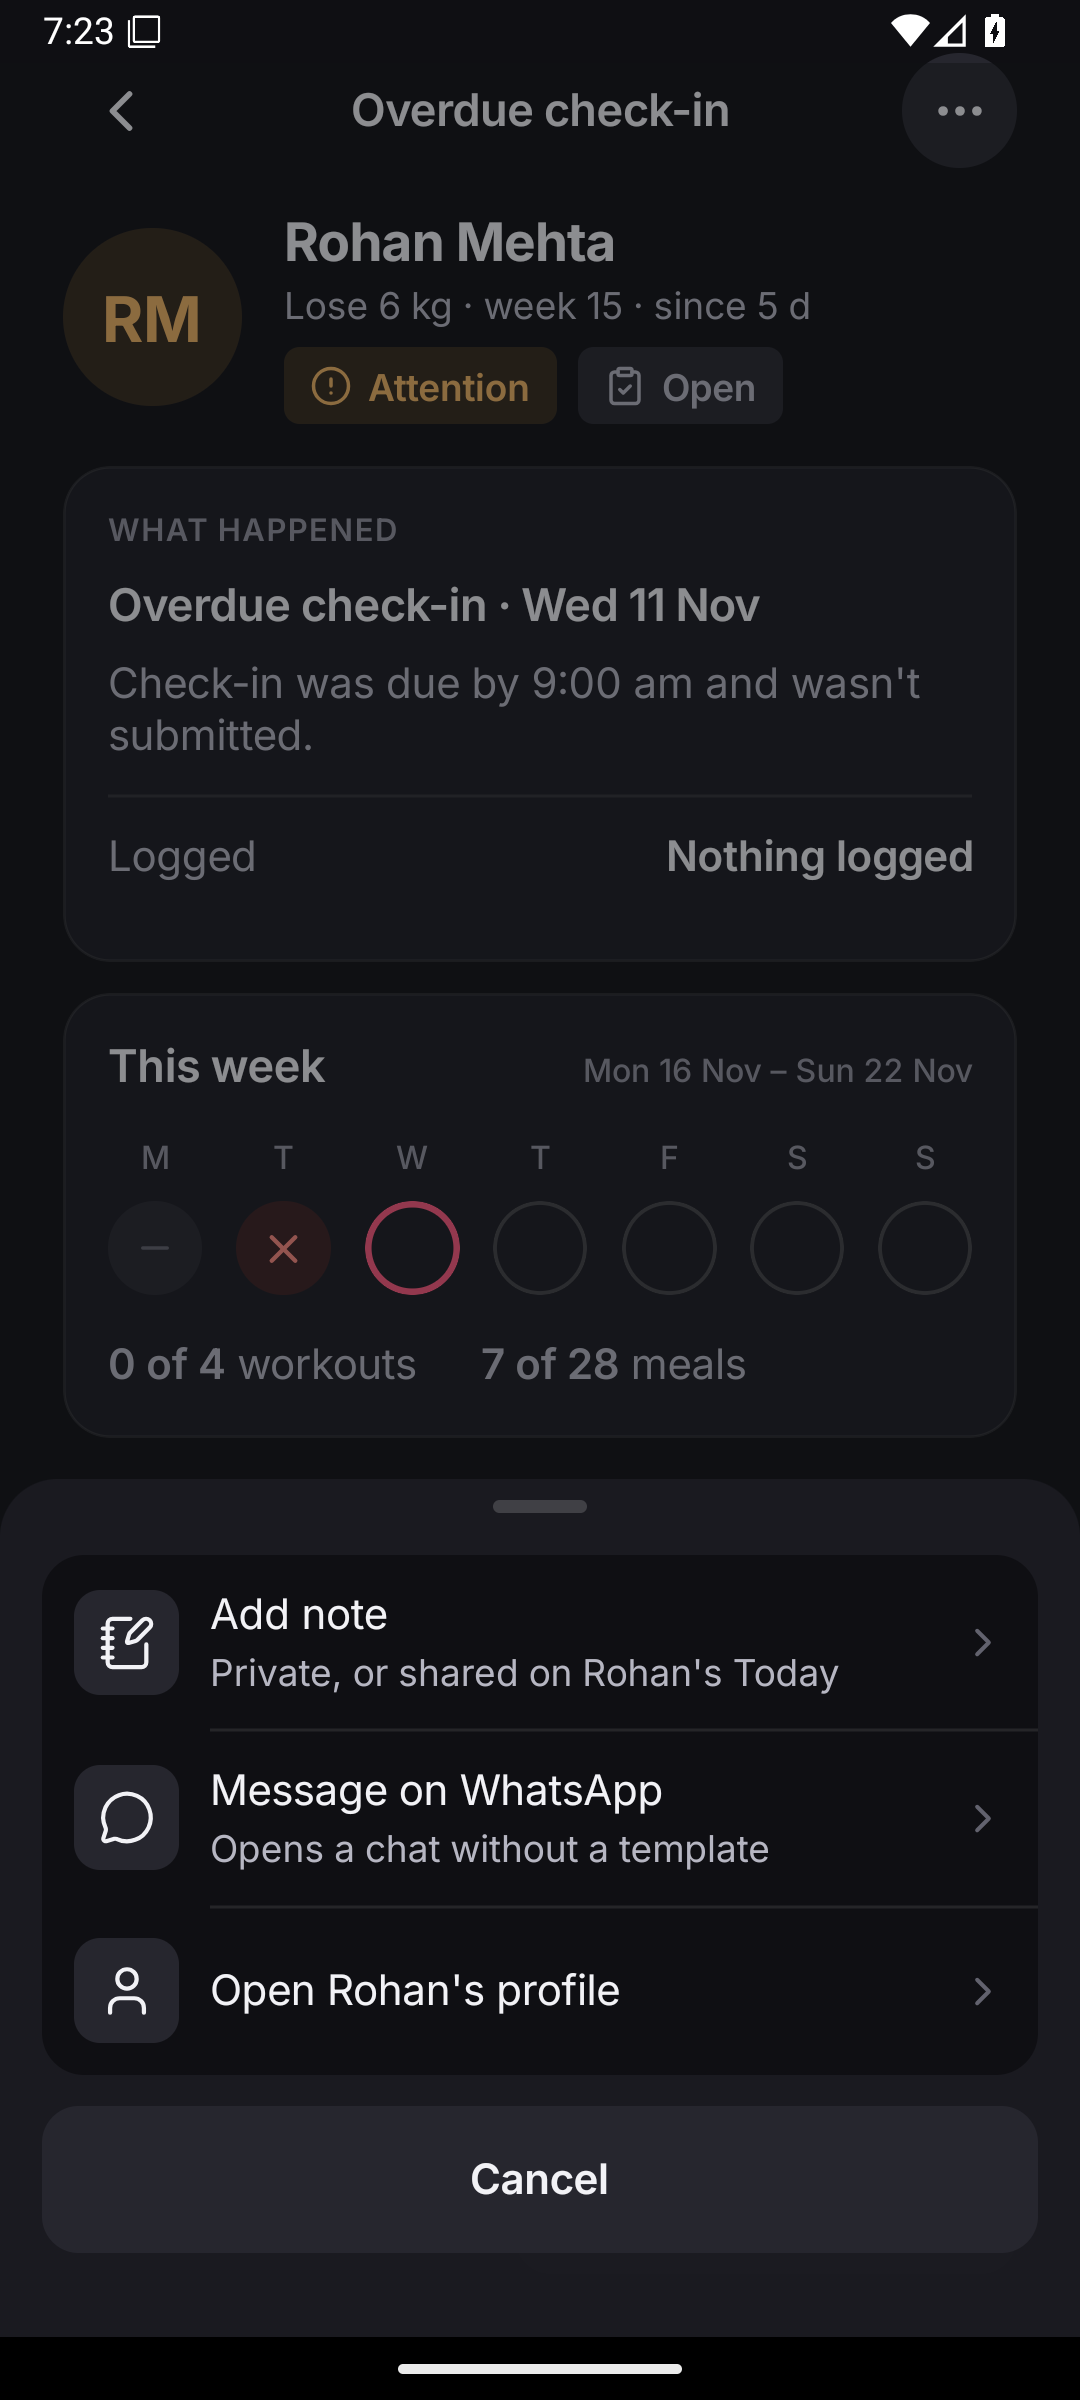 7:23
Overdue check-in
RM
Rohan Mehta
Lose 6 kg · week 15 · since 5 d
Attention
Open
WHAT HAPPENED
Overdue check-in · Wed 11 Nov
Check-in was due by 9:00 am and wasn't
submitted.
Logged
Nothing logged
This week
Mon 16 Nov – Sun 22 Nov
M T W T F S S
0 of 4 workouts
7 of 28 meals
Add note
Private, or shared on Rohan's Today
Message on WhatsApp
Opens a chat without a template
Open Rohan's profile
Cancel